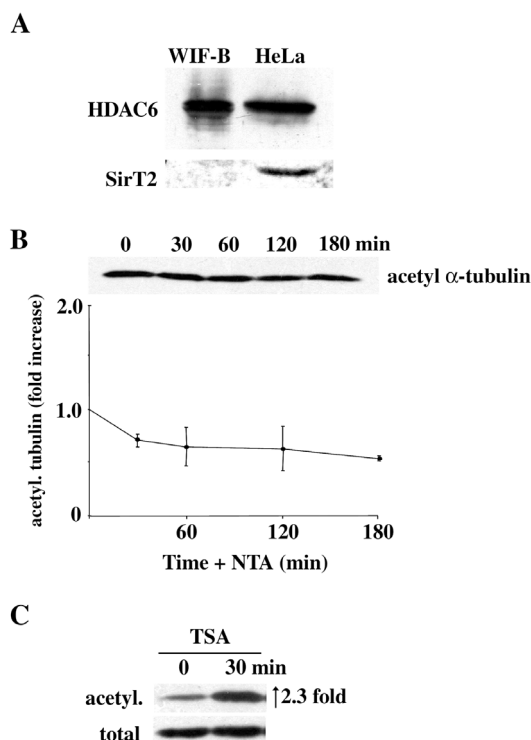 A
WIF-B HeLa
HDAC6
SirT2
B
0 30 60 120 180 min
acetyl α-tubulin
acetyl. tubulin (fold increase)
2.0
1.0
0
60 120 180
Time + NTA (min)
C
TSA
0 30 min
acetyl. ↑2.3 fold
total